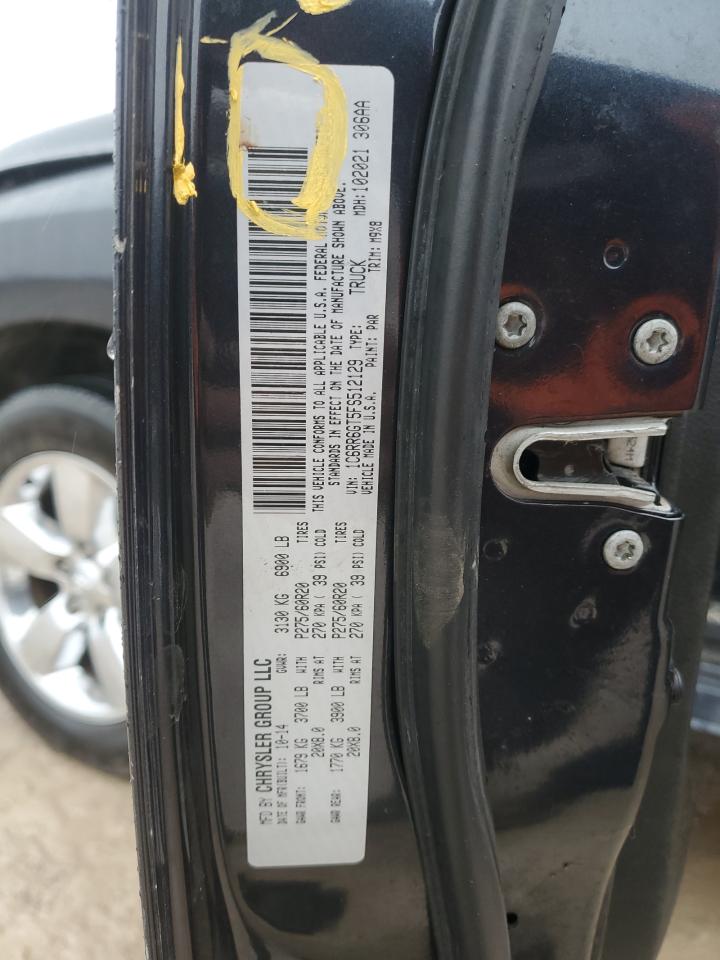 MFD BY CHRYSLER GROUP LLC
DATE OF MFR(BUILT): 10-14 GVWR: 3130 KG 6900 LB
GAWR FRONT: 1679 KG 3700 LB WITH P275/60R20 TIRES
20X8.0 RIMS AT 270 KPA ( 39 PSI) COLD
GAWR REAR: 1770 KG 3900 LB WITH P275/60R20 TIRES
20X8.0 RIMS AT 270 KPA ( 39 PSI) COLD
THIS VEHICLE CONFORMS TO ALL APPLICABLE U.S.A. FEDERAL
STANDARDS IN EFFECT ON THE DATE OF MANUFACTURE SHOWN ABOVE.
VIN: 1C6RR6GT5FS512129 TYPE: TRUCK MDH:102021 306AA
VEHICLE MADE IN U.S.A. PAINT: PAR TRIM: M9X8